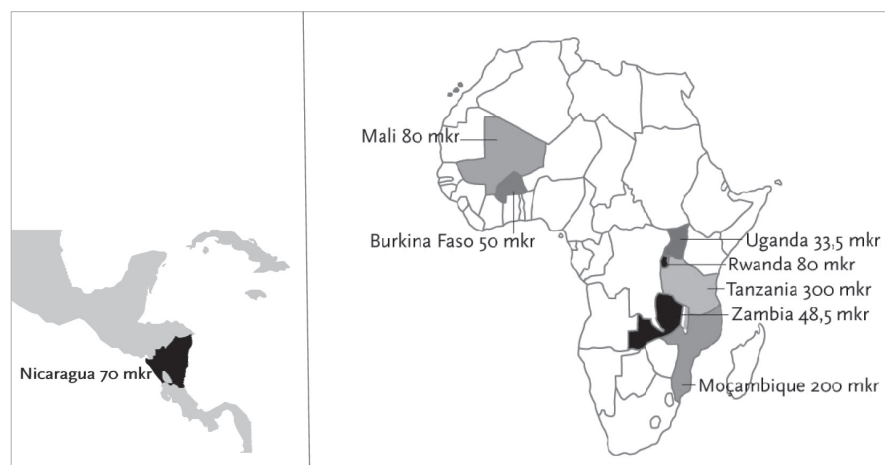 Nicaragua 70 mkr
Mali 80 mkr
Burkina Faso 50 mkr
Uganda 33,5 mkr
Rwanda 80 mkr
Tanzania 300 mkr
Zambia 48,5 mkr
Moçambique 200 mkr